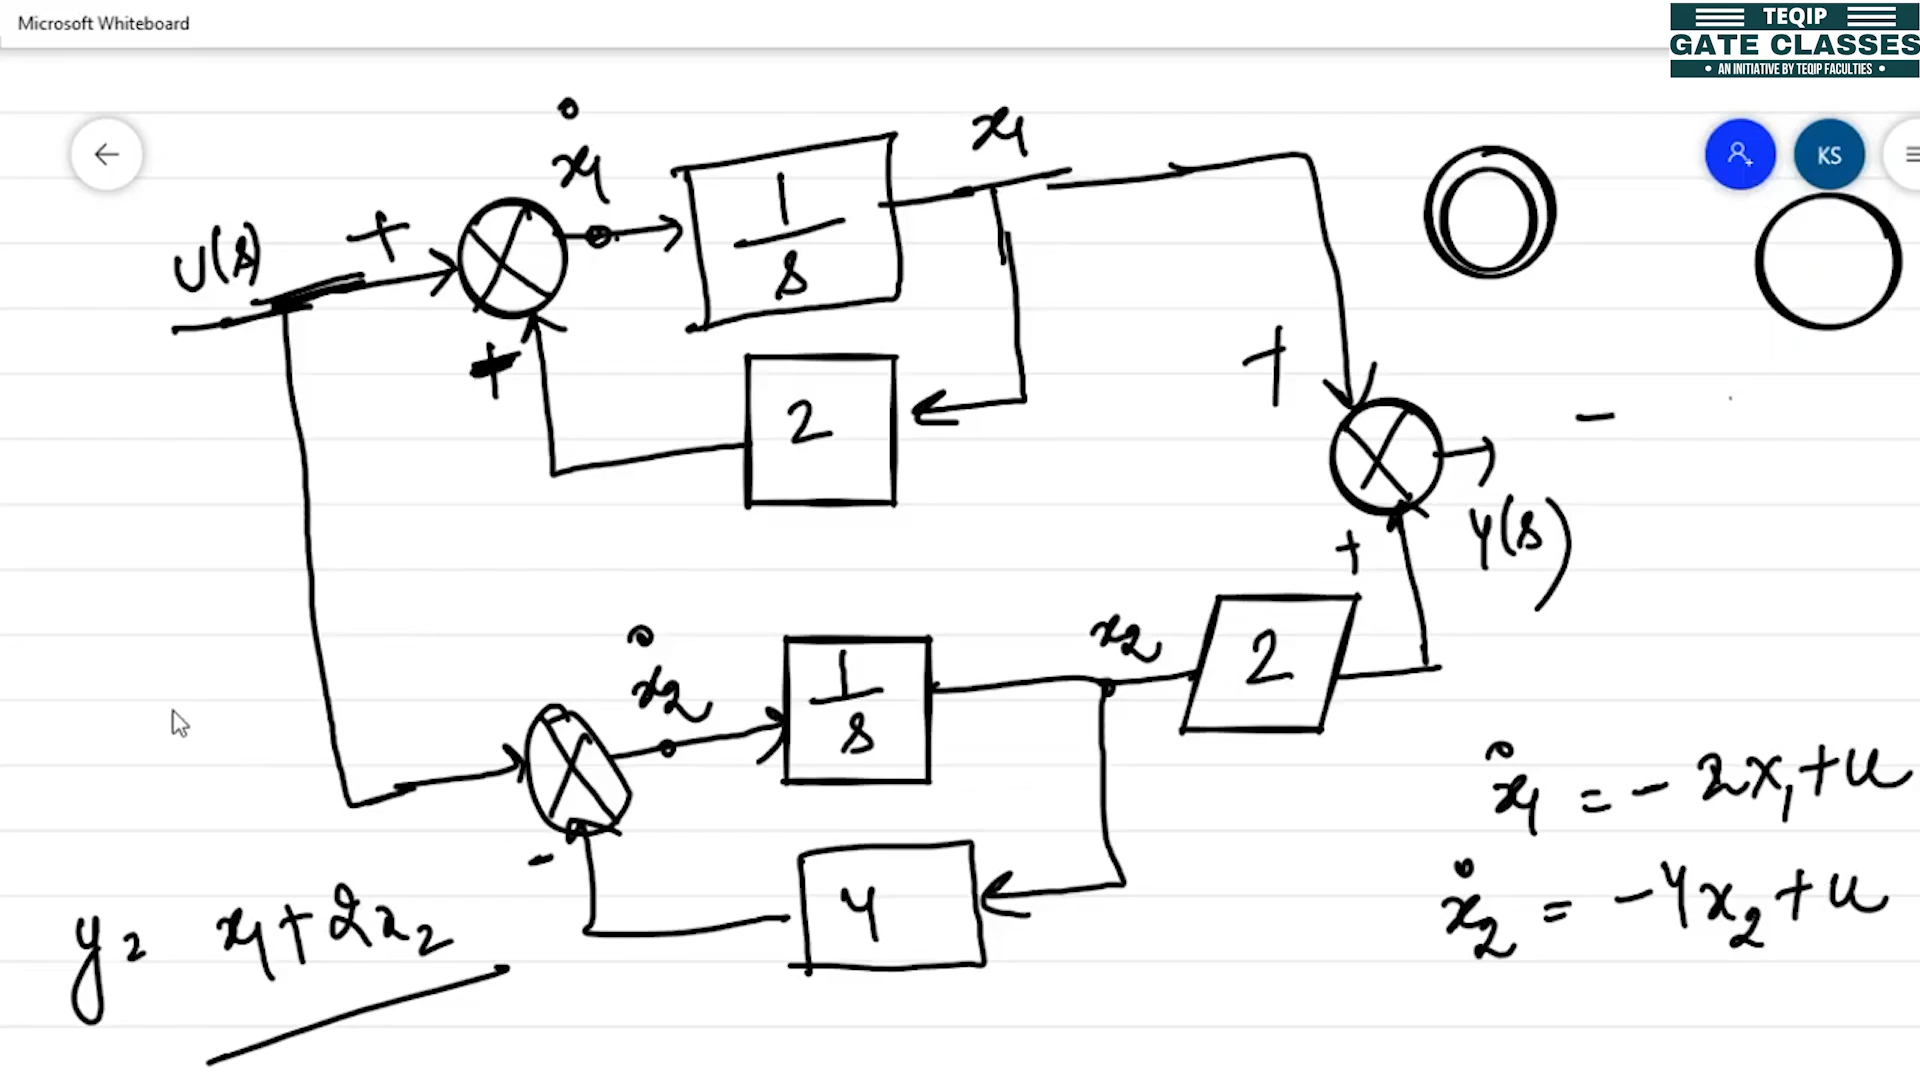 Microsoft Whiteboard
TEQIP
GATE CLASSES
• AN INITIATIVE BY TEQIP FACULTIES •
KS
ẋ1
x1
U(s)
+
1/s
+
2
+
-
Y(s)
+
ẋ2
1/s
x2
2
-
4
ẋ1 = - 2x1 + u
ẋ2 = -4x2 + u
y = x1 + 2x2